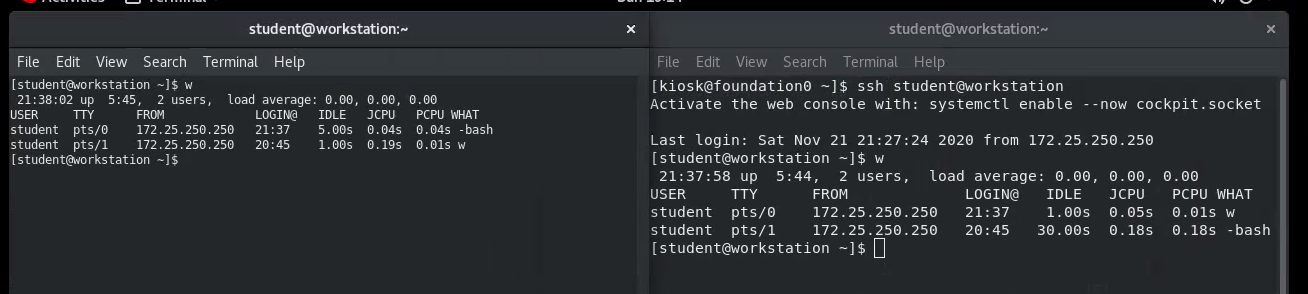 student@workstation:~ ×
File Edit View Search Terminal Help
[student@workstation ~]$ w
 21:38:02 up  5:45,  2 users,  load average: 0.00, 0.00, 0.00
USER     TTY      FROM             LOGIN@   IDLE   JCPU   PCPU WHAT
student  pts/0    172.25.250.250   21:37    5.00s  0.04s  0.04s -bash
student  pts/1    172.25.250.250   20:45    1.00s  0.19s  0.01s w
[student@workstation ~]$
student@workstation:~ ×
File Edit View Search Terminal Help
[kiosk@foundation0 ~]$ ssh student@workstation
Activate the web console with: systemctl enable --now cockpit.socket
Last login: Sat Nov 21 21:27:24 2020 from 172.25.250.250
[student@workstation ~]$ w
 21:37:58 up  5:44,  2 users,  load average: 0.00, 0.00, 0.00
USER     TTY      FROM             LOGIN@   IDLE   JCPU   PCPU WHAT
student  pts/0    172.25.250.250   21:37    1.00s  0.05s  0.01s w
student  pts/1    172.25.250.250   20:45   30.00s  0.18s  0.18s -bash
[student@workstation ~]$